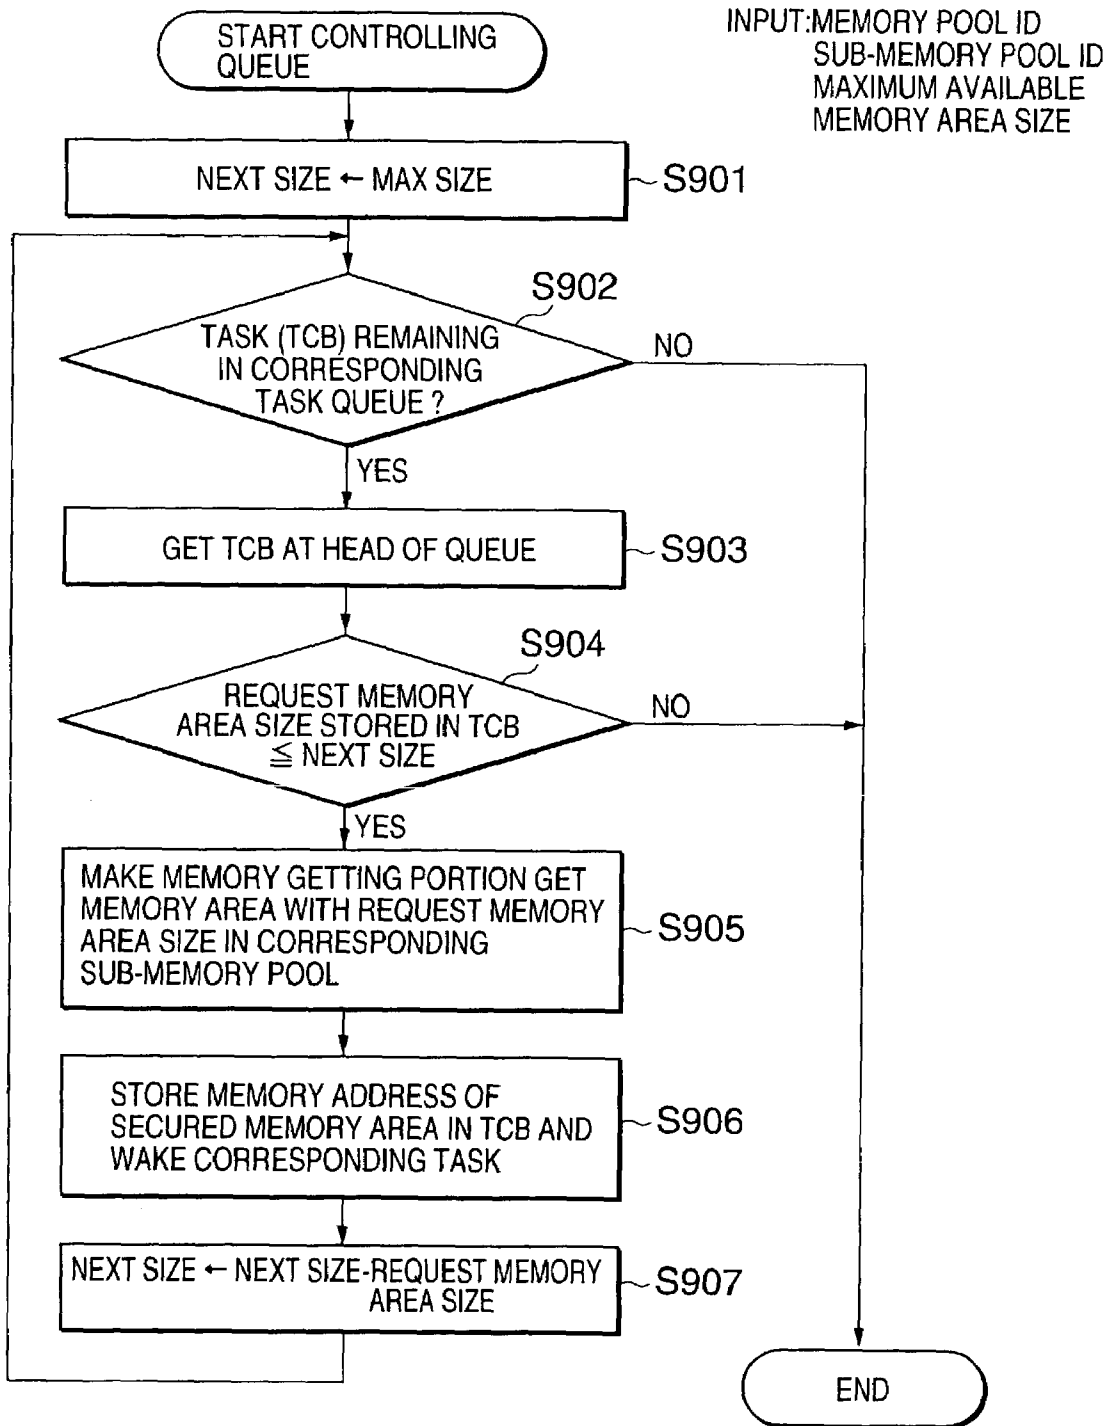 START CONTROLLING
QUEUE
INPUT:MEMORY POOL ID
SUB-MEMORY POOL ID
MAXIMUM AVAILABLE
MEMORY AREA SIZE
NEXT SIZE ← MAX SIZE
S901
S902
TASK (TCB) REMAINING
IN CORRESPONDING
TASK QUEUE ?
NO
YES
GET TCB AT HEAD OF QUEUE
S903
S904
REQUEST MEMORY
AREA SIZE STORED IN TCB
≦ NEXT SIZE
NO
YES
MAKE MEMORY GETTING PORTION GET
MEMORY AREA WITH REQUEST MEMORY
AREA SIZE IN CORRESPONDING
SUB-MEMORY POOL
S905
STORE MEMORY ADDRESS OF
SECURED MEMORY AREA IN TCB AND
WAKE CORRESPONDING TASK
S906
NEXT SIZE ← NEXT SIZE-REQUEST MEMORY
AREA SIZE
S907
END